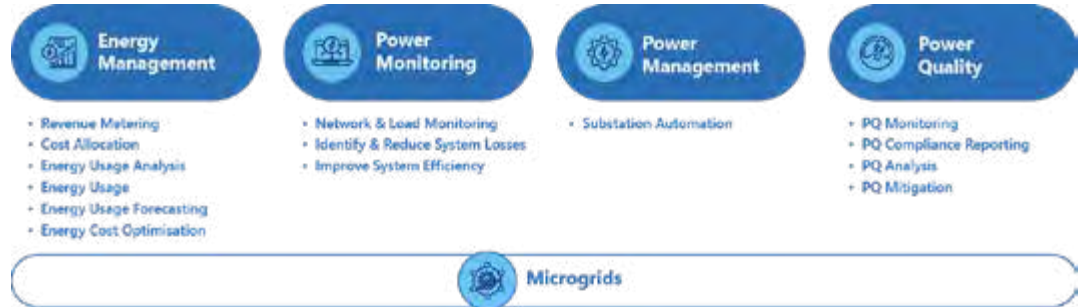 Energy
Management
Power
Monitoring
Power
Management
Power
Quality
• Revenue Metering
• Cost Allocation
• Energy Usage Analysis
• Energy Usage
• Energy Usage Forecasting
• Energy Cost Optimisation
• Network & Load Monitoring
• Identify & Reduce System Losses
• Improve System Efficiency
• Substation Automation
• PQ Monitoring
• PQ Compliance Reporting
• PQ Analysis
• PQ Mitigation
Microgrids